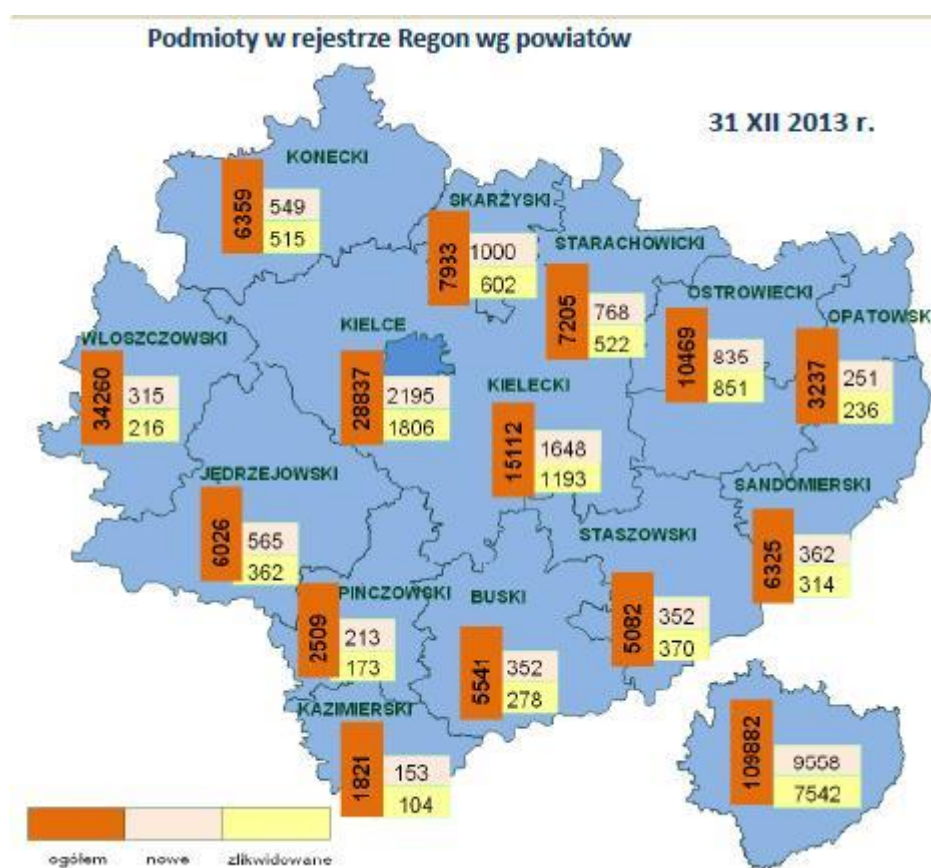 Podmioty w rejestrze Regon wg powiatów
31 XII 2013 r.
KONECKI
6359
549
515
SKARŻYSKI
7933
1000
602
STARACHOWICKI
7205
768
522
OSTROWIECKI
10469
835
851
OPATOWSK
3237
251
236
WŁOSZCZOWSKI
34260
315
216
KIELCE
28837
2195
1806
KIELECKI
15112
1648
1193
JĘDRZEJOWSKI
6026
565
362
SANDOMIERSKI
6325
362
314
STASZOWSKI
5082
352
370
PINCZOWSKI
2509
213
173
BUSKI
5541
352
278
KAZIMIERSKI
1821
153
104
109882
9558
7542
ogółem nowe zlikwidowane